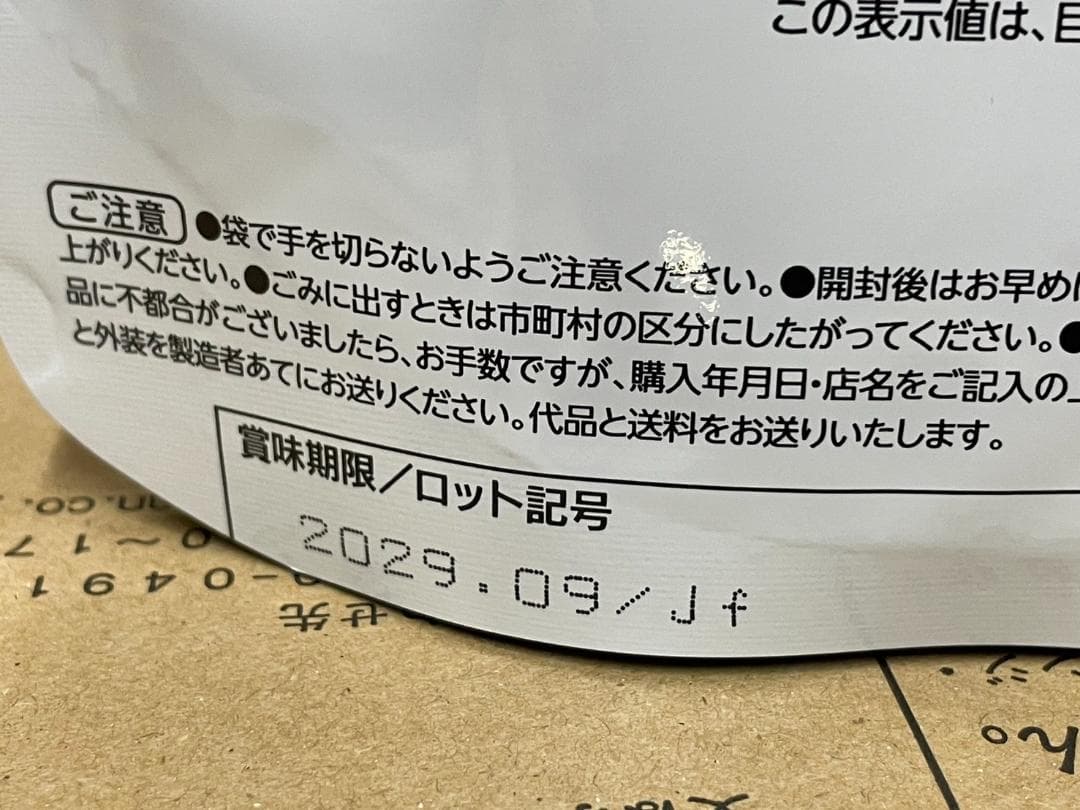 この表示値は、目
ご注意 ●袋で手を切らないようご注意ください。●開封後はお早め
上がりください。●ごみに出すときは市町村の区分にしたがってください。●
品に不都合がございましたら、お手数ですが、購入年月日・店名をご記入の上
と外装を製造者あてにお送りください。代品と送料をお送りいたします。
賞味期限/ロット記号
2029.09/Jf
せ先